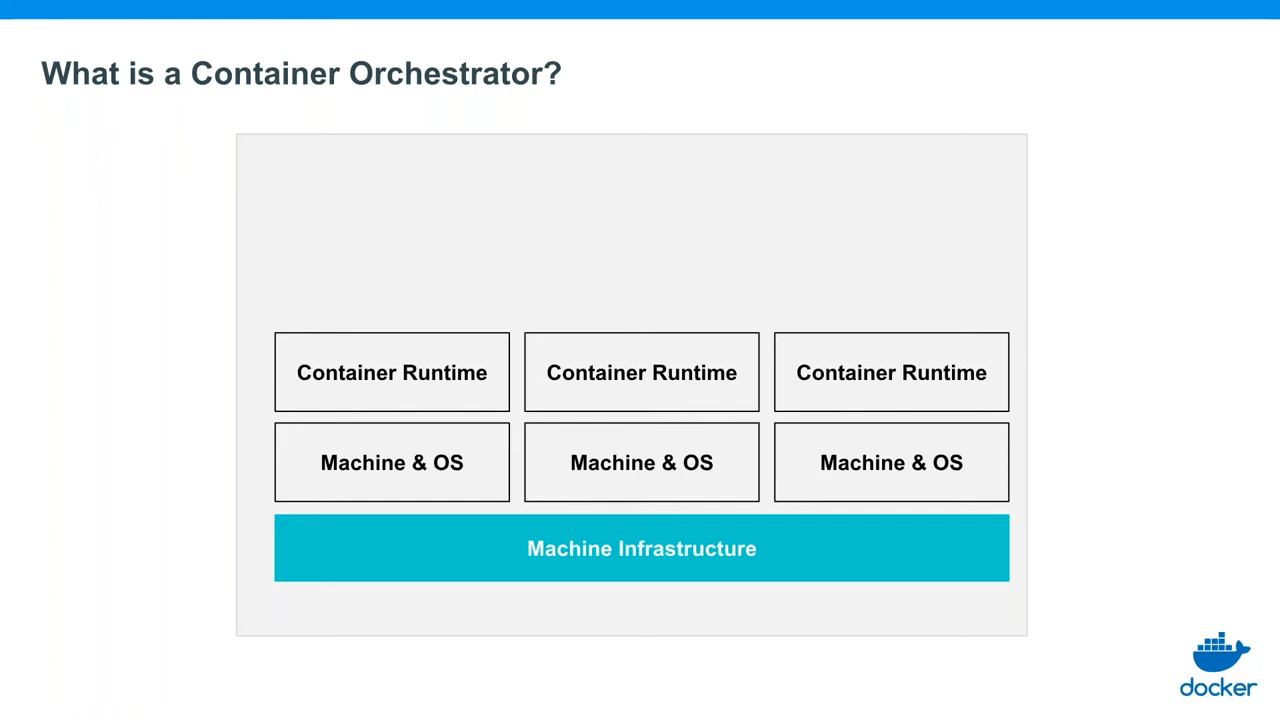 What is a Container Orchestrator?
Container Runtime
Container Runtime
Container Runtime
Machine & OS
Machine & OS
Machine & OS
Machine Infrastructure
docker